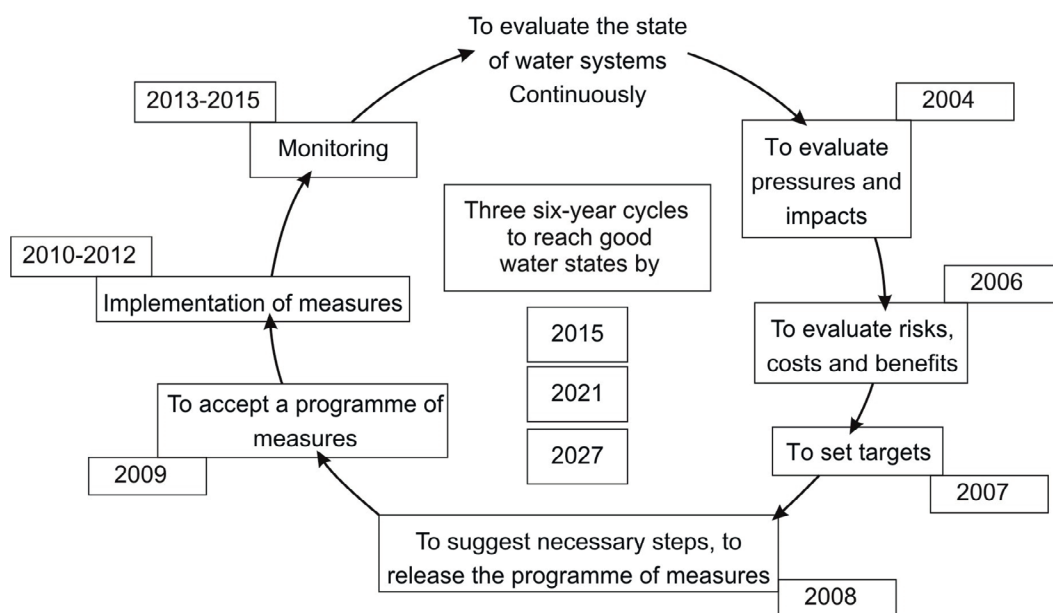 To evaluate the state
of water systems
Continuously
2004
To evaluate
pressures and
impacts
2006
To evaluate risks,
costs and benefits
To set targets
2007
To suggest necessary steps, to
release the programme of measures
2008
To accept a programme of
measures
2009
2010-2012
Implementation of measures
2013-2015
Monitoring
Three six-year cycles
to reach good
water states by
2015
2021
2027